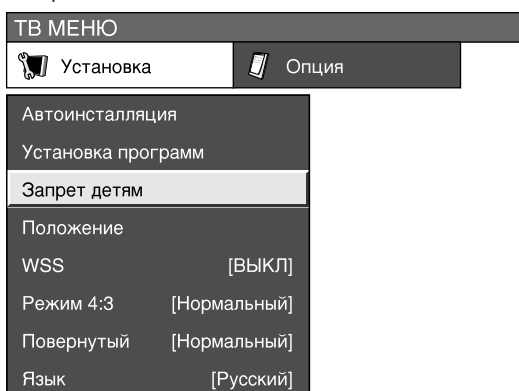 ТВ МЕНЮ
Установка Опция
Автоинсталляция
Установка программ
Запрет детям
Положение
WSS [ВЫКЛ]
Режим 4:3 [Нормальный]
Повернутый [Нормальный]
Язык [Русский]